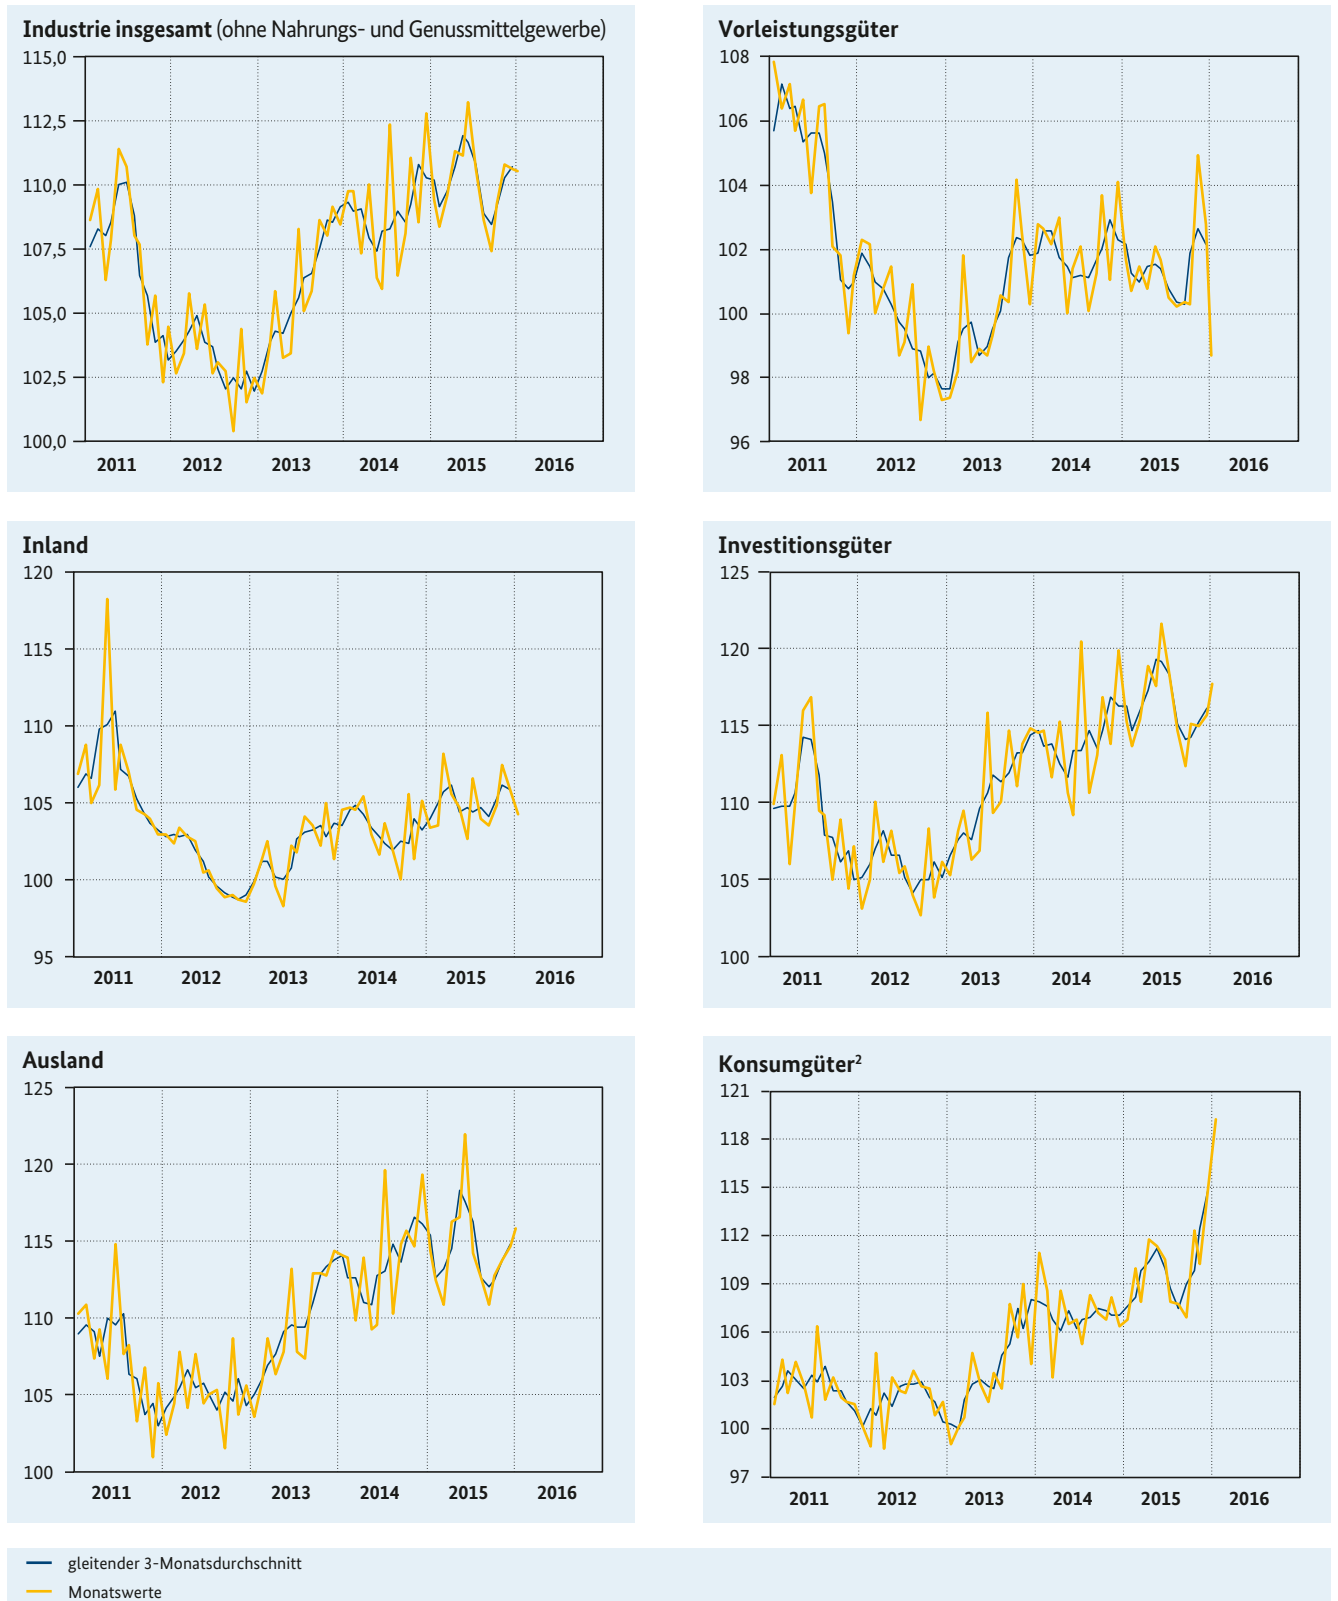 Industrie insgesamt (ohne Nahrungs- und Genussmittelgewerbe)
115,0
112,5
110,0
107,5
105,0
102,5
100,0
2011 2012 2013 2014 2015 2016
Vorleistungsgüter
108
106
104
102
100
98
96
2011 2012 2013 2014 2015 2016
Inland
120
115
110
105
100
95
2011 2012 2013 2014 2015 2016
Investitionsgüter
125
120
115
110
105
100
2011 2012 2013 2014 2015 2016
Ausland
125
120
115
110
105
100
2011 2012 2013 2014 2015 2016
Konsumgüter²
121
118
115
112
109
106
103
100
97
2011 2012 2013 2014 2015 2016
gleitender 3-Monatsdurchschnitt
Monatswerte